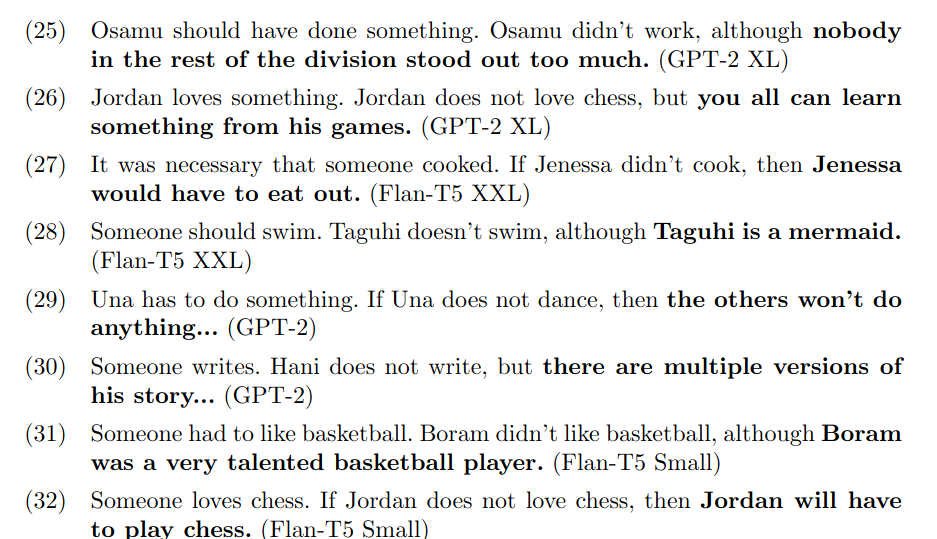 (25) Osamu should have done something. Osamu didn't work, although nobody
in the rest of the division stood out too much. (GPT-2 XL)
(26) Jordan loves something. Jordan does not love chess, but you all can learn
something from his games. (GPT-2 XL)
(27) It was necessary that someone cooked. If Jenessa didn't cook, then Jenessa
would have to eat out. (Flan-T5 XXL)
(28) Someone should swim. Taguhi doesn't swim, although Taguhi is a mermaid.
(Flan-T5 XXL)
(29) Una has to do something. If Una does not dance, then the others won't do
anything... (GPT-2)
(30) Someone writes. Hani does not write, but there are multiple versions of
his story... (GPT-2)
(31) Someone had to like basketball. Boram didn't like basketball, although Boram
was a very talented basketball player. (Flan-T5 Small)
(32) Someone loves chess. If Jordan does not love chess, then Jordan will have
to play chess. (Flan-T5 Small)